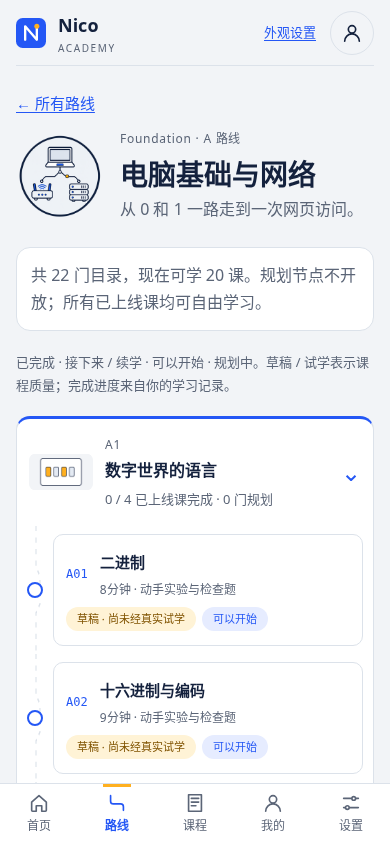 Nico
ACADEMY
外观设置
← 所有路线
Foundation · A 路线
电脑基础与网络
从 0 和 1 一路走到一次网页访问。
共 22 门目录，现在可学 20 课。规划节点不开
放；所有已上线课均可自由学习。
已完成 · 接下来 / 续学 · 可以开始 · 规划中。草稿 / 试学表示课
程质量；完成进度来自你的学习记录。
A1
数字世界的语言
0 / 4 已上线课完成 · 0 门规划
A01
二进制
8分钟 · 动手实验与检查题
草稿 · 尚未经真实试学
可以开始
A02
十六进制与编码
9分钟 · 动手实验与检查题
草稿 · 尚未经真实试学
可以开始
首页
路线
课程
我的
设置